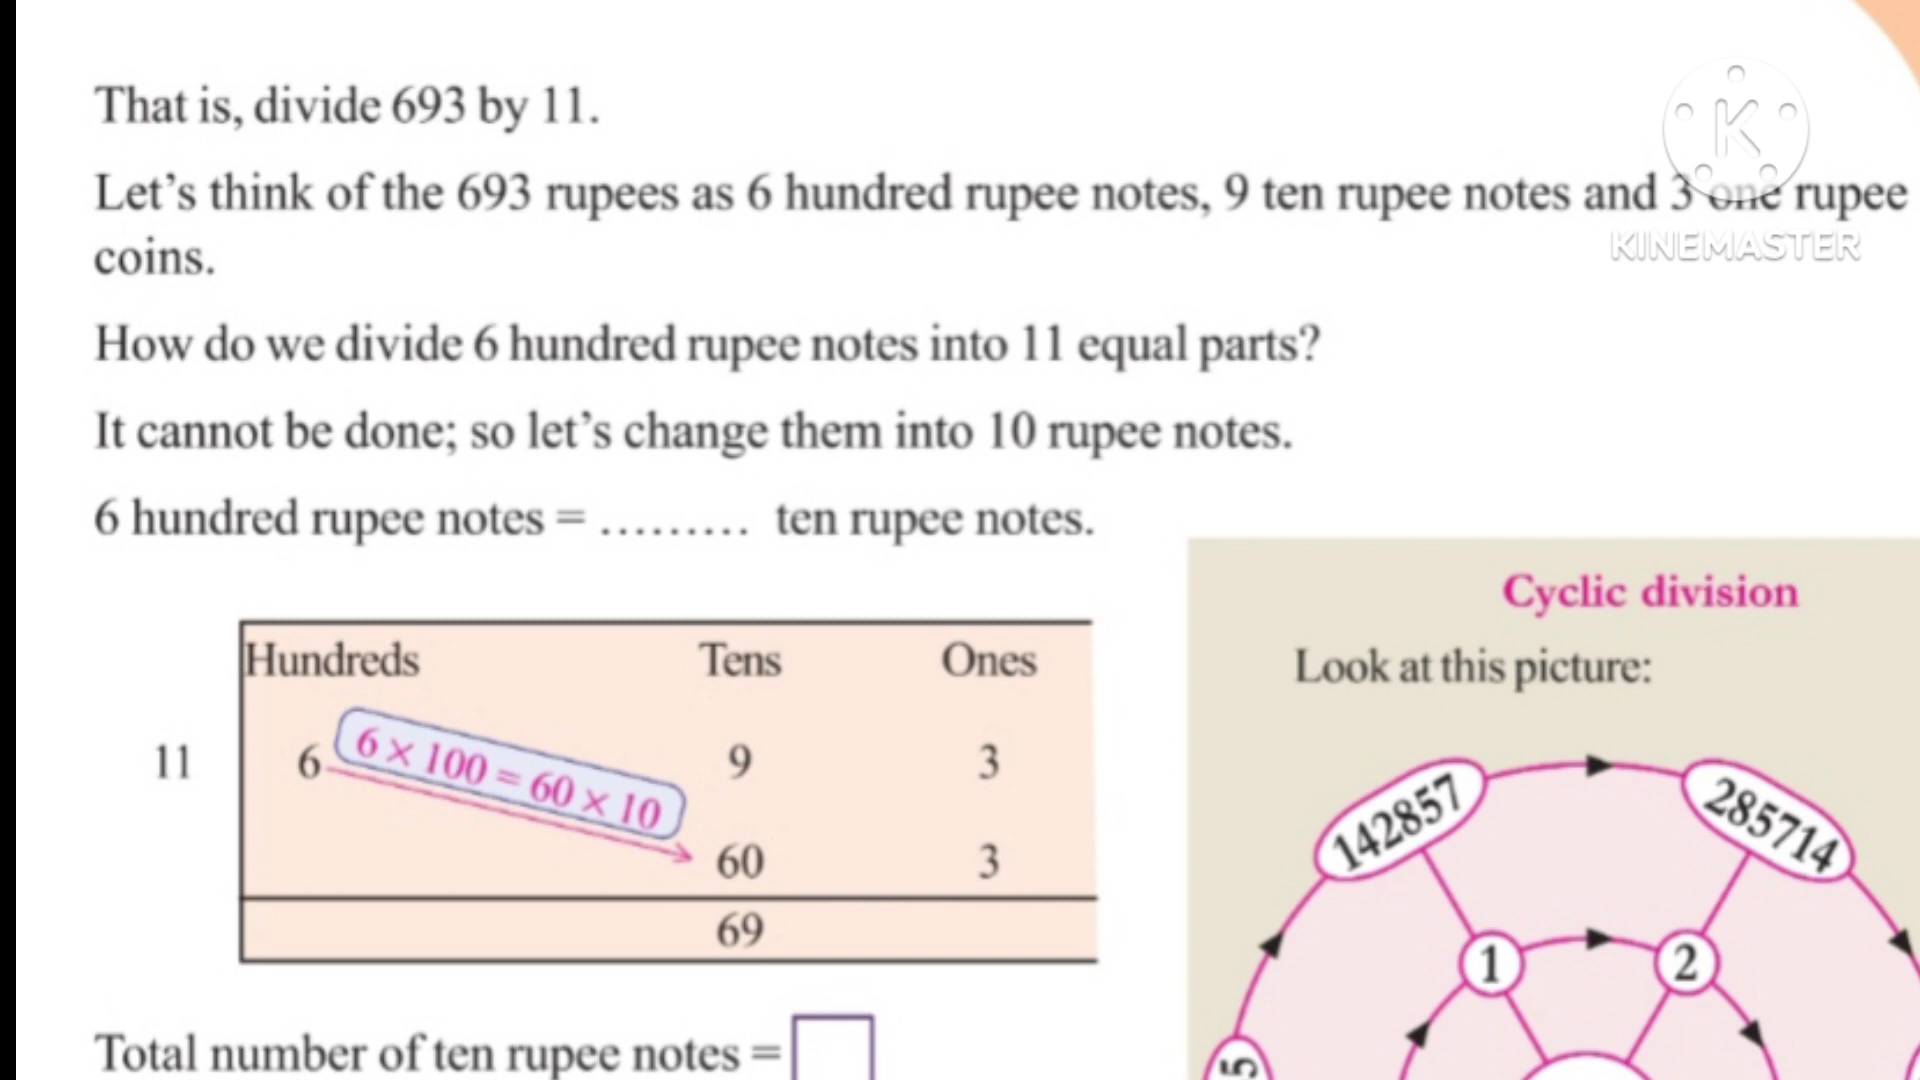 That is, divide 693 by 11.
Let's think of the 693 rupees as 6 hundred rupee notes, 9 ten rupee notes and 3 one rupee
coins.
How do we divide 6 hundred rupee notes into 11 equal parts?
It cannot be done; so let's change them into 10 rupee notes.
6 hundred rupee notes = ......... ten rupee notes.
Hundreds Tens Ones
11 6 9 3
6 × 100 = 60 × 10
60 3
69
Total number of ten rupee notes =
Cyclic division
Look at this picture:
142857 285714
1 2
5
K
KINEMASTER